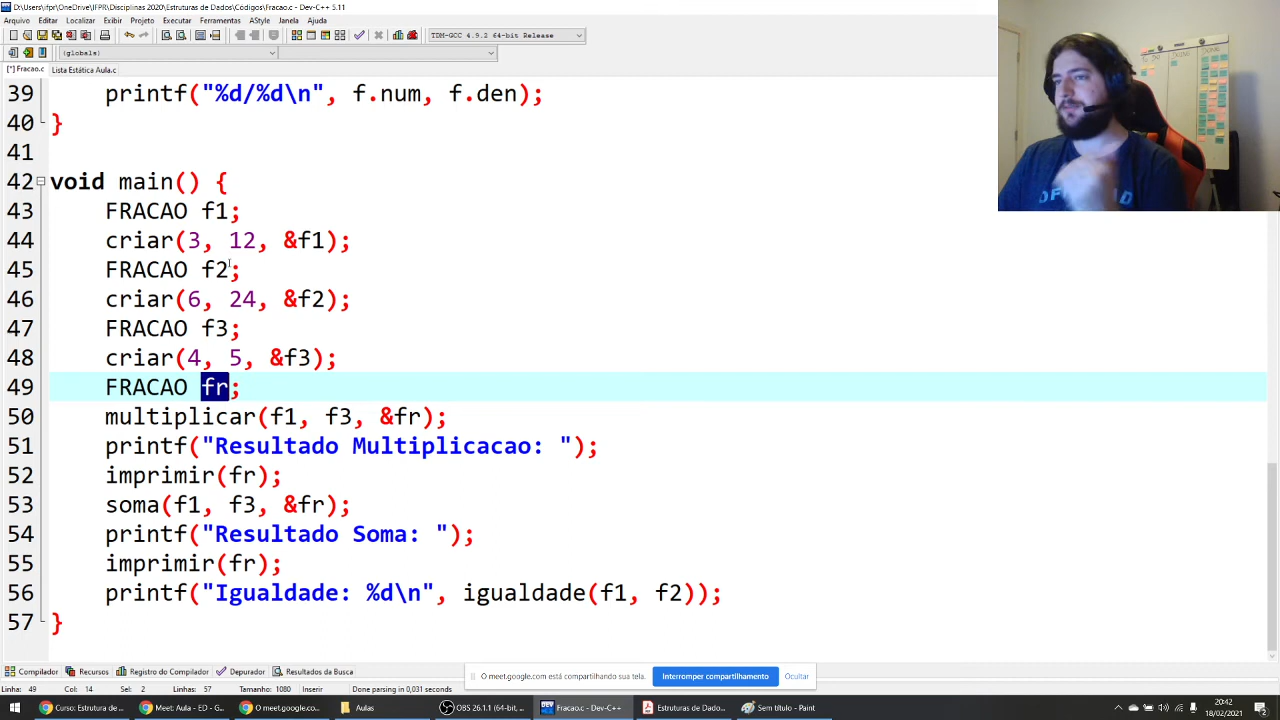 D:\Users\ifpr\OneDrive\IFPR\Disciplinas 2020\Estruturas de Dados\Códigos\Fracao.c - Dev-C++ 5.11
Arquivo Editar Localizar Exibir Projeto Executar Ferramentas AStyle Janela Ajuda
TDM-GCC 4.9.2 64-bit Release
(globals)
[*] Fracao.c Lista Estática Aula.c
39 printf("%d/%d\n", f.num, f.den);
40 }
41
42 void main() {
43 FRACAO f1;
44 criar(3, 12, &f1);
45 FRACAO f2;
46 criar(6, 24, &f2);
47 FRACAO f3;
48 criar(4, 5, &f3);
49 FRACAO fr;
50 multiplicar(f1, f3, &fr);
51 printf("Resultado Multiplicacao: ");
52 imprimir(fr);
53 soma(f1, f3, &fr);
54 printf("Resultado Soma: ");
55 imprimir(fr);
56 printf("Igualdade: %d\n", igualdade(f1, f2));
57 }
Compilador Recursos Registro do Compilador Depurador Resultados da Busca
O meet.google.com está compartilhando sua tela. Interromper compartilhamento Ocultar
Linha: 49 Col: 14 Sel: 2 Linhas: 57 Tamanho: 1080 Inserir Done parsing in 0,031 seconds
Curso: Estrutura de ... Meet: Aula - ED - G... O meet.google.com ... Aulas OBS 26.1.1 (64-bit... Fracao.c - Dev-C++ Estruturas de Dado... Sem título - Paint
20:42
18/02/2021